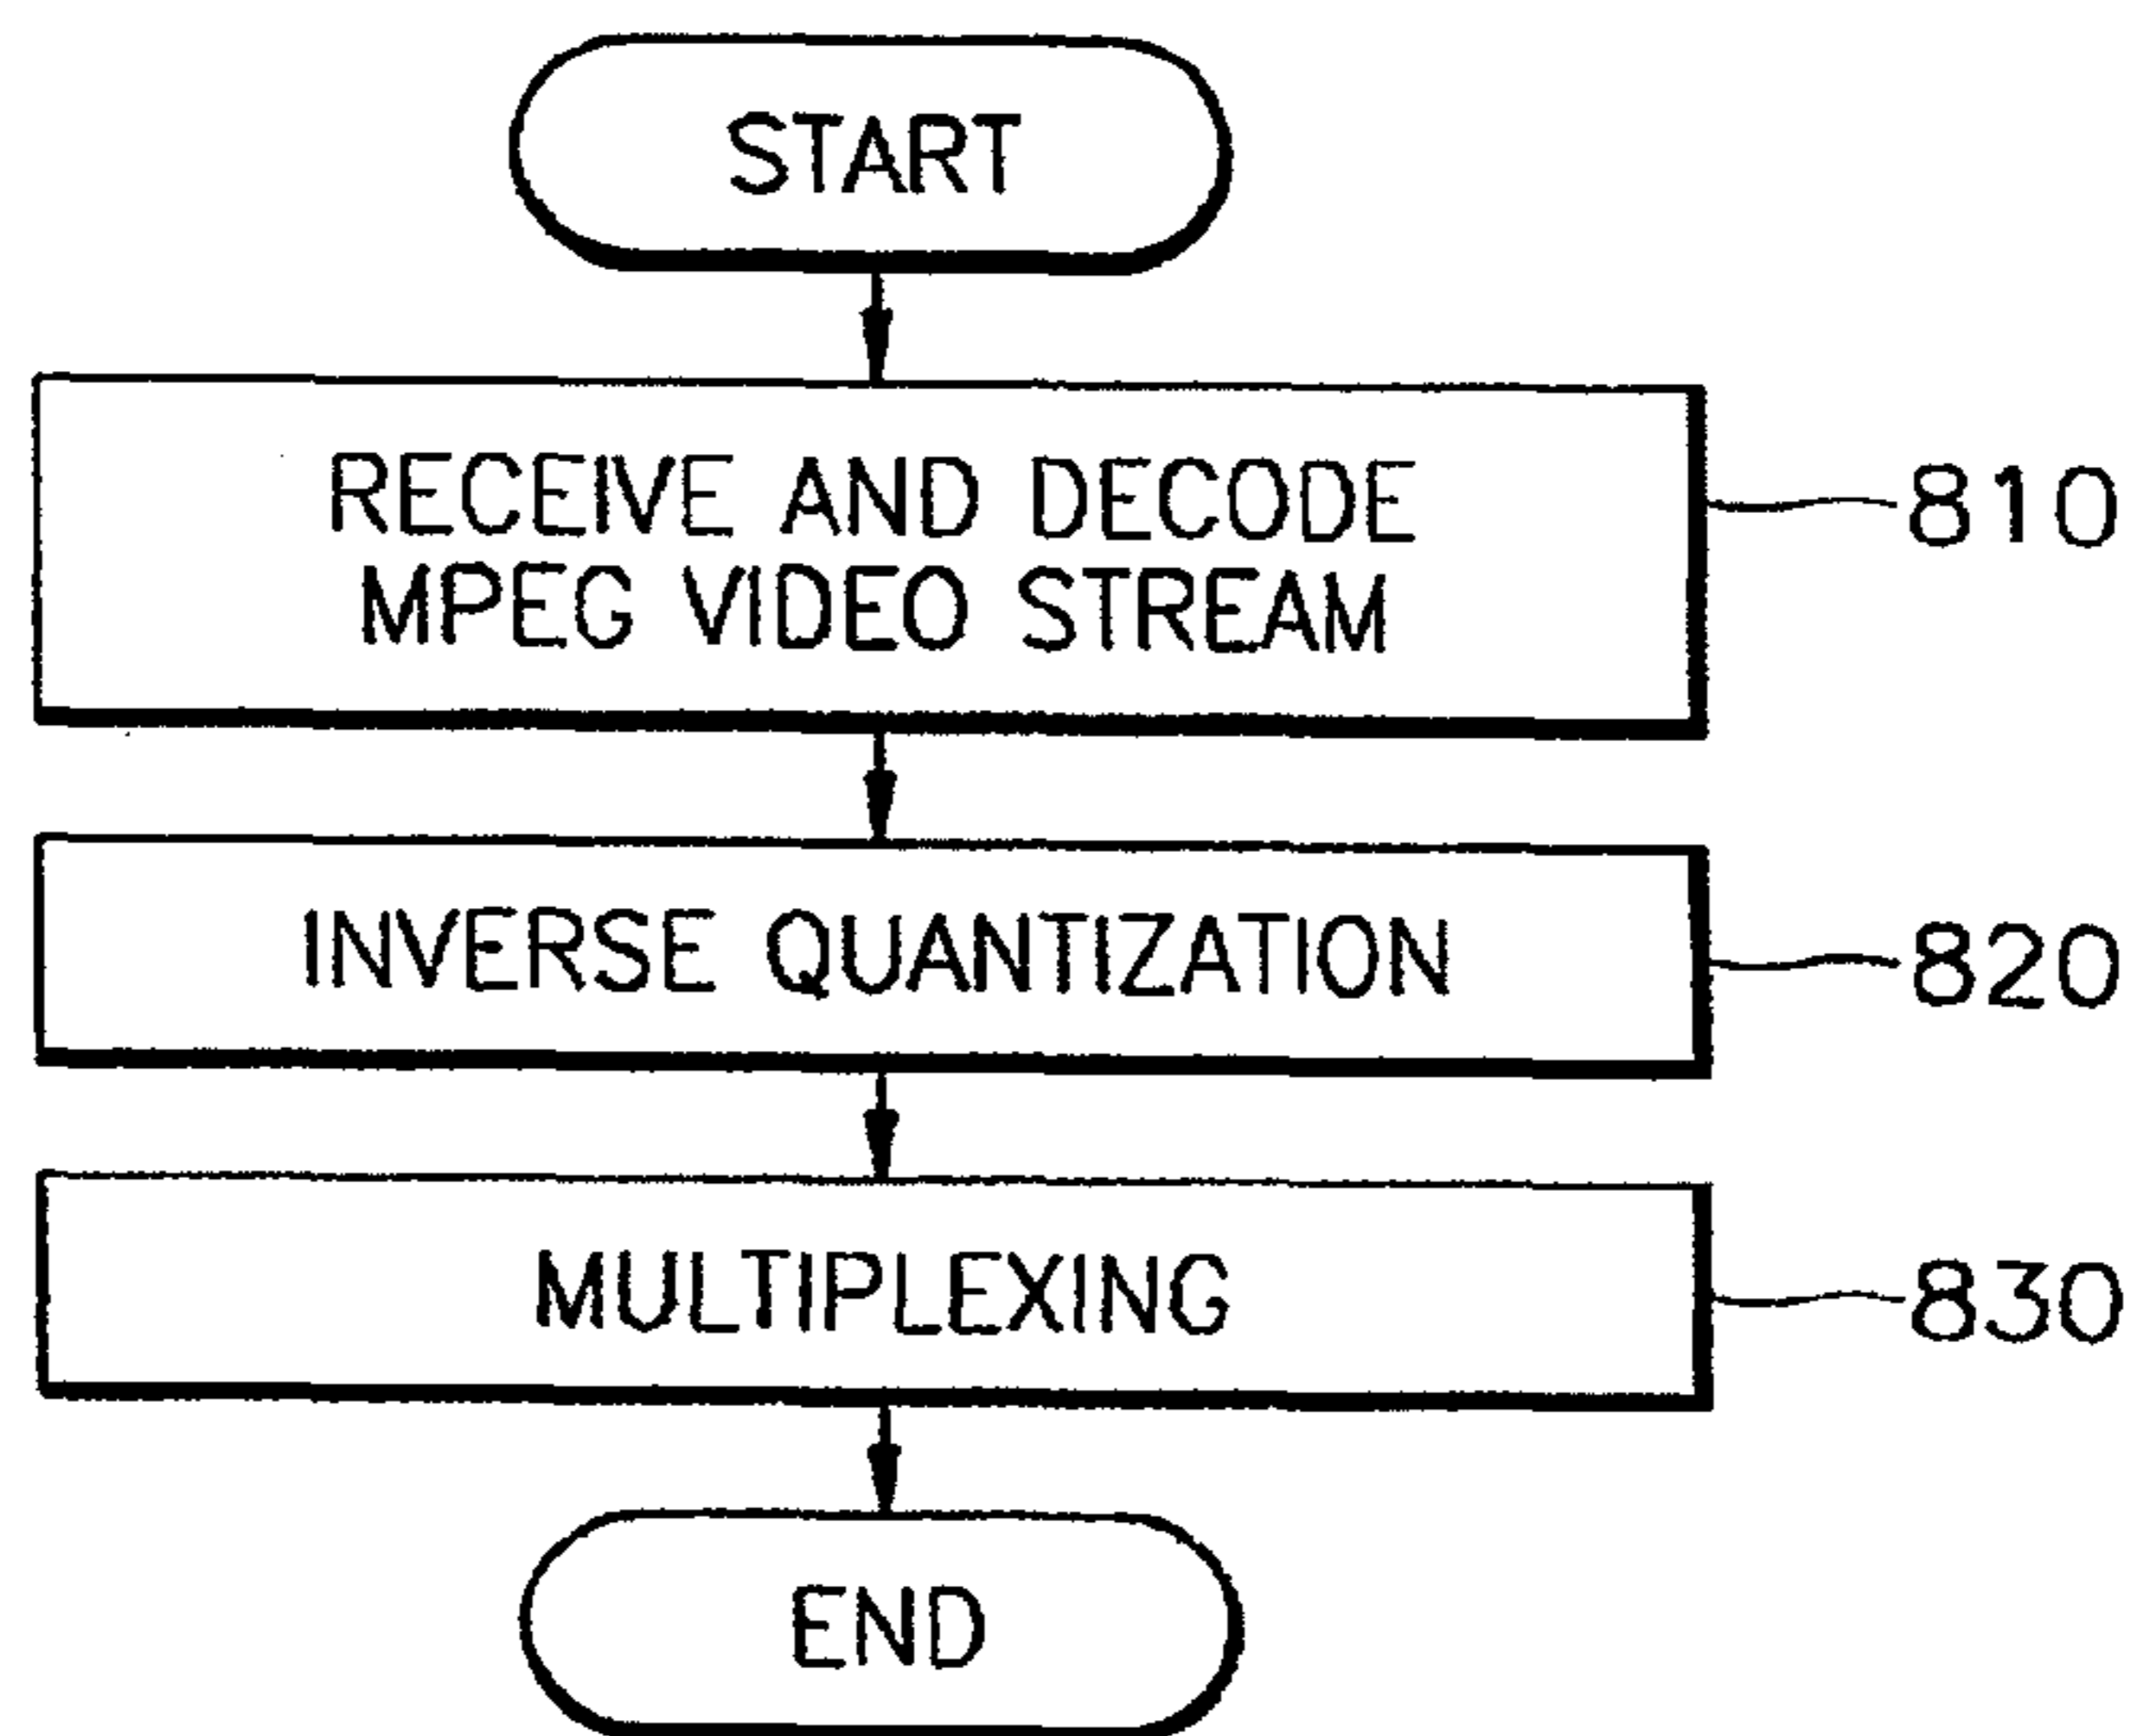 START
RECEIVE AND DECODE
MPEG VIDEO STREAM
810
INVERSE QUANTIZATION
820
MULTIPLEXING
830
END